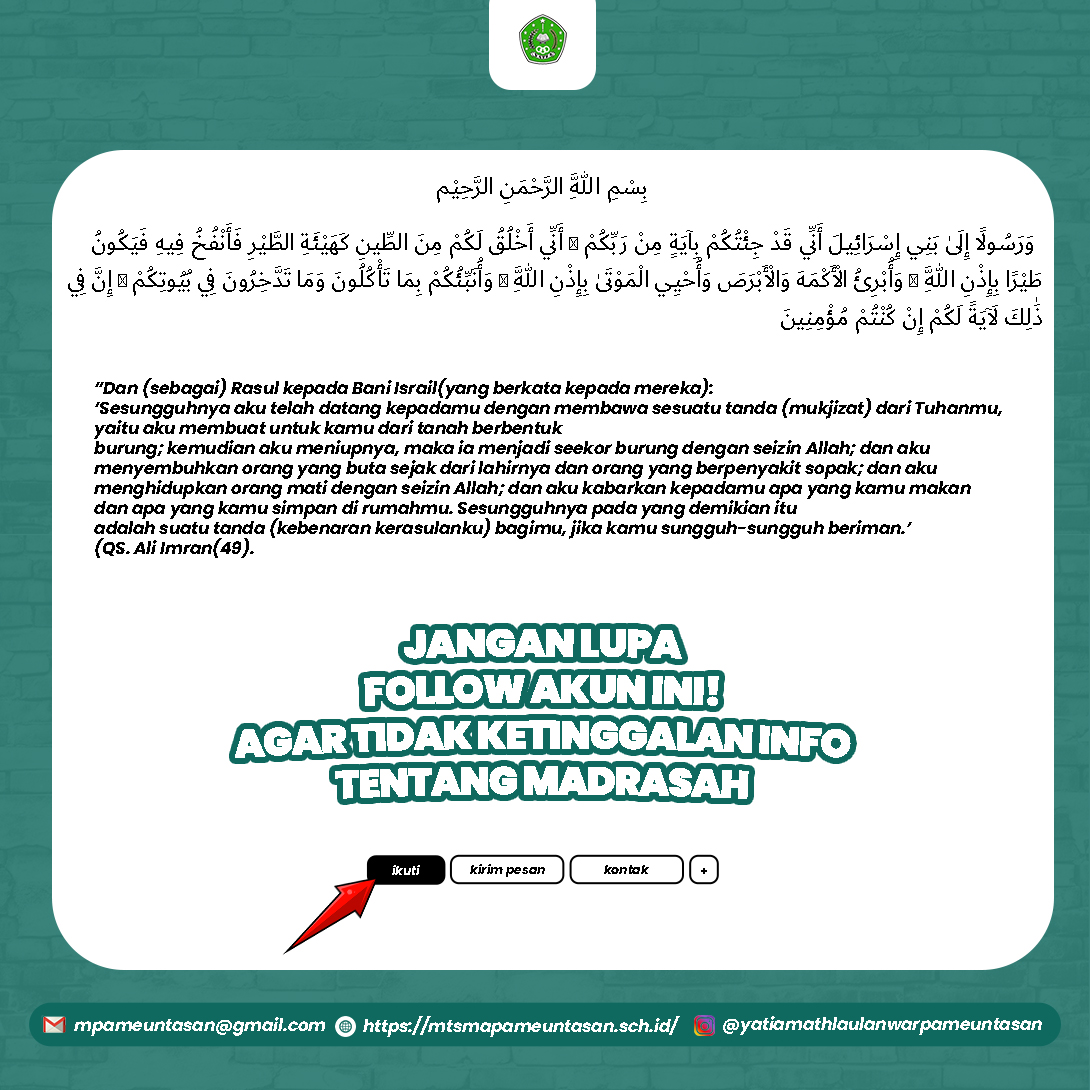 بِسْمِ اللَّهِ الرَّحْمَنِ الرَّحِيْمِ
وَرَسُولًا إِلَىٰ بَنِي إِسْرَائِيلَ أَنِّي قَدْ جِئْتُكُمْ بِآيَةٍ مِنْ رَبِّكُمْ ۖ أَنِّي أَخْلُقُ لَكُمْ مِنَ الطِّينِ كَهَيْئَةِ الطَّيْرِ فَأَنْفُخُ فِيهِ فَيَكُونُ
طَيْرًا بِإِذْنِ اللَّهِ ۖ وَأُبْرِئُ الْأَكْمَهَ وَالْأَبْرَصَ وَأُحْيِي الْمَوْتَىٰ بِإِذْنِ اللَّهِ ۖ وَأُنَبِّئُكُمْ بِمَا تَأْكُلُونَ وَمَا تَدَّخِرُونَ فِي بُيُوتِكُمْ ۚ إِنَّ فِي
ذَٰلِكَ لَآيَةً لَكُمْ إِنْ كُنْتُمْ مُؤْمِنِينَ
“Dan (sebagai) Rasul kepada Bani Israil(yang berkata kepada mereka):
‘Sesungguhnya aku telah datang kepadamu dengan membawa sesuatu tanda (mukjizat) dari Tuhanmu,
yaitu aku membuat untuk kamu dari tanah berbentuk
burung; kemudian aku meniupnya, maka ia menjadi seekor burung dengan seizin Allah; dan aku
menyembuhkan orang yang buta sejak dari lahirnya dan orang yang berpenyakit sopak; dan aku
menghidupkan orang mati dengan seizin Allah; dan aku kabarkan kepadamu apa yang kamu makan
dan apa yang kamu simpan di rumahmu. Sesungguhnya pada yang demikian itu
adalah suatu tanda (kebenaran kerasulanku) bagimu, jika kamu sungguh-sungguh beriman.’
(QS. Ali Imran(49).
JANGAN LUPA
FOLLOW AKUN INI!
AGAR TIDAK KETINGGALAN INFO
TENTANG MADRASAH
ikuti kirim pesan kontak +
mpameuntasan@gmail.com https://mtsmapameuntasan.sch.id/ @yatiamathlaulanwarpameuntasan